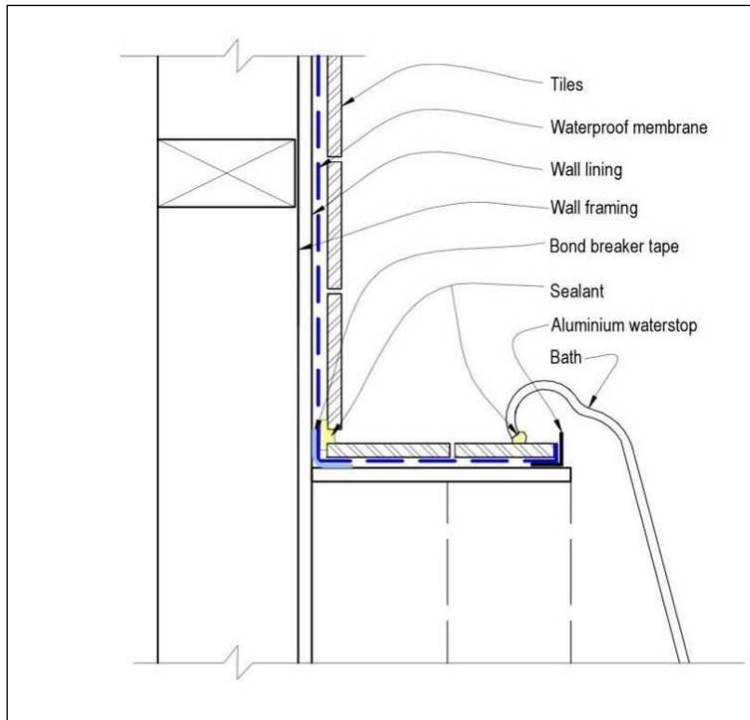 Tiles
Waterproof membrane
Wall lining
Wall framing
Bond breaker tape
Sealant
Aluminium waterstop
Bath